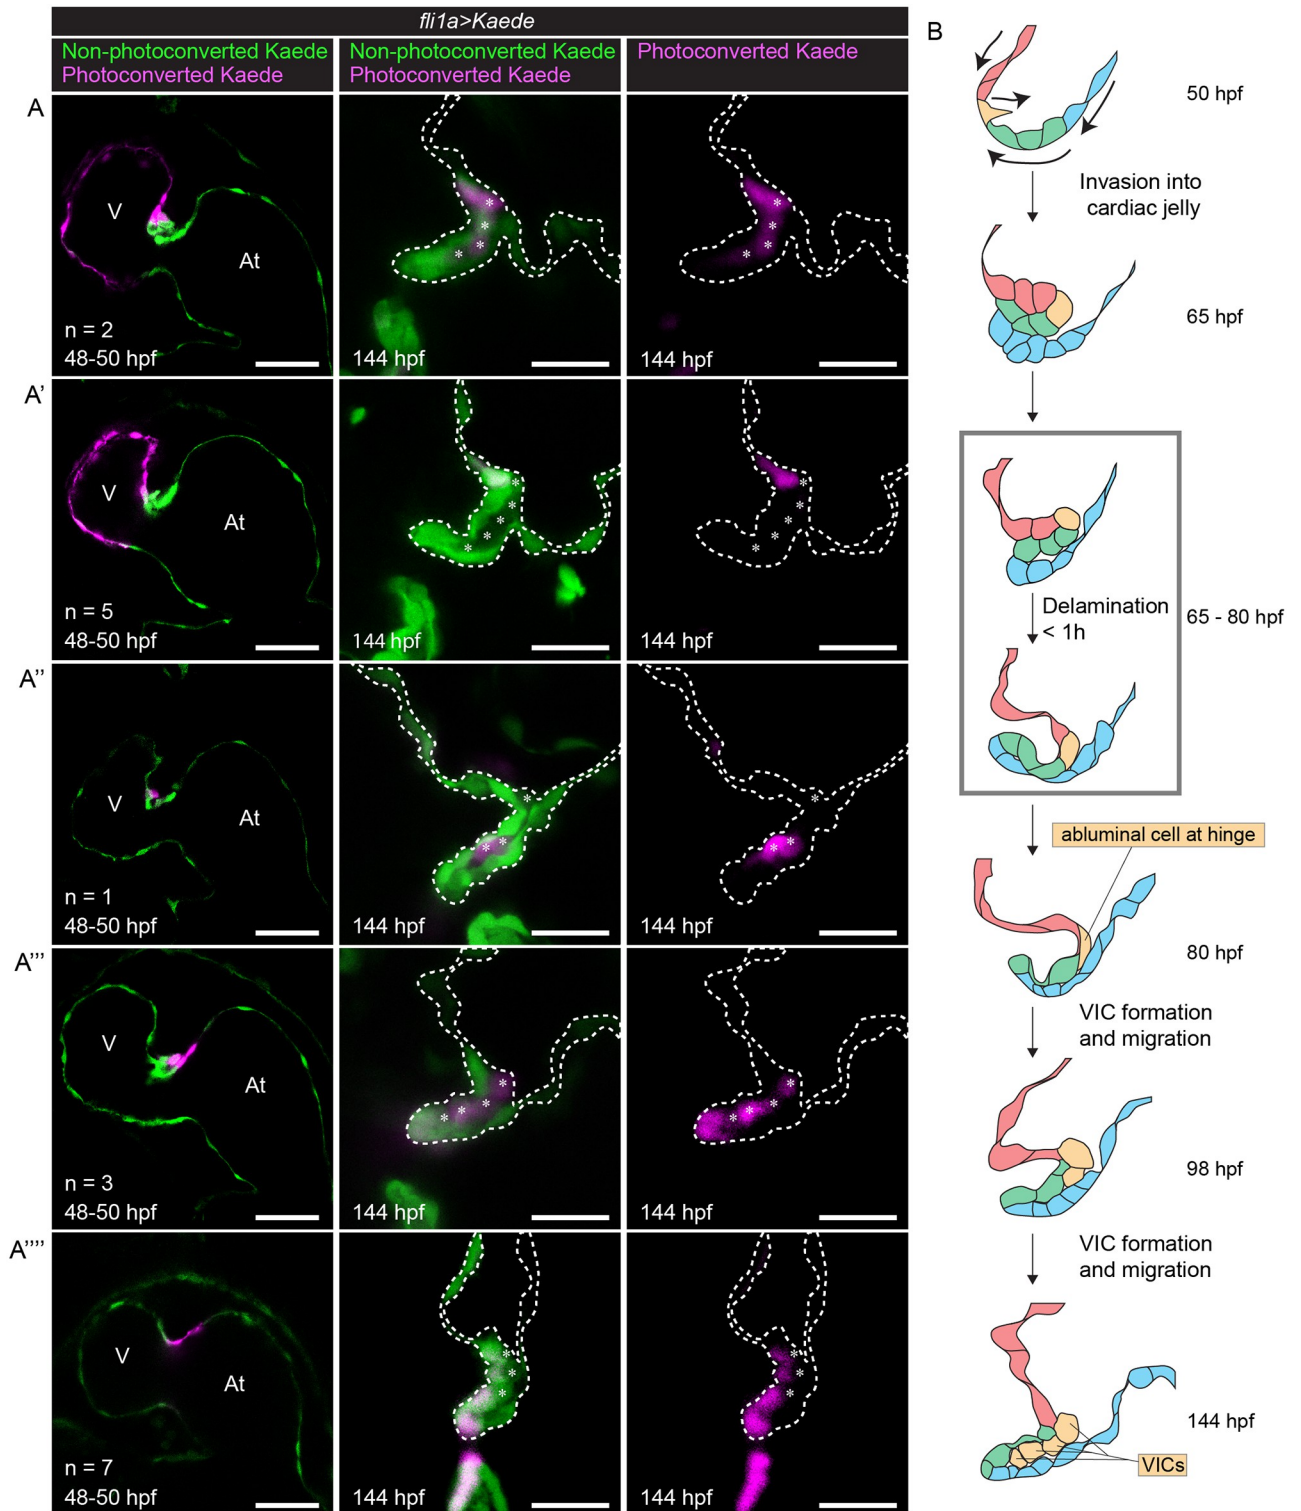 fli1a>Kaede
Non-photoconverted Kaede
Photoconverted Kaede
Non-photoconverted Kaede
Photoconverted Kaede
Photoconverted Kaede
A
V
At
n = 2
48-50 hpf
* * * *
144 hpf
* * * *
144 hpf
A'
V
At
n = 5
48-50 hpf
* * * * *
144 hpf
* * * * *
144 hpf
A''
V
At
n = 1
48-50 hpf
* * *
144 hpf
* * *
144 hpf
A'''
V
At
n = 3
48-50 hpf
* * * *
144 hpf
* * * *
144 hpf
A''''
V
At
n = 7
48-50 hpf
* * *
144 hpf
* * *
144 hpf
B
50 hpf
Invasion into
cardiac jelly
65 hpf
Delamination
< 1h
65 - 80 hpf
abluminal cell at hinge
80 hpf
VIC formation
and migration
98 hpf
VIC formation
and migration
144 hpf
VICs